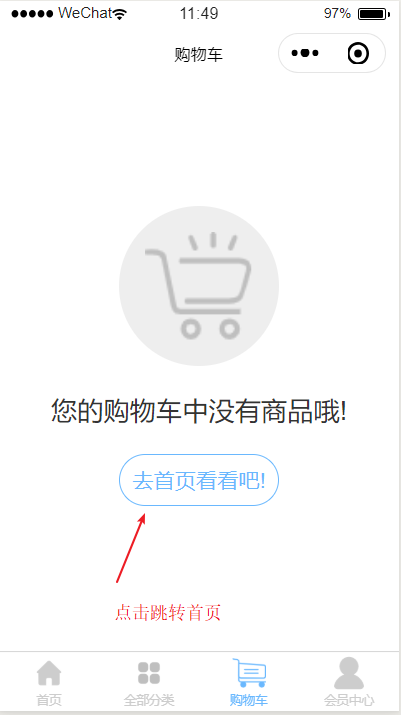 ●●●●● WeChat 11:49 97%
购物车
您的购物车中没有商品哦!
去首页看看吧!
点击跳转首页
首页 全部分类 购物车 会员中心